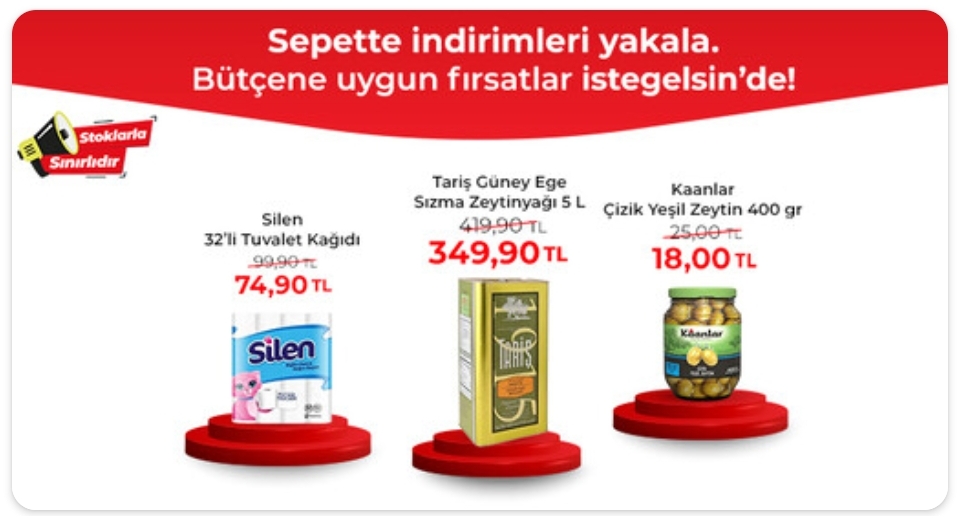 Sepette indirimleri yakala.
Bütçene uygun fırsatlar istegelsin’de!
Stoklarla
Sınırlıdır
Silen
32’li Tuvalet Kağıdı
99,90 TL
74,90 TL
Tariş Güney Ege
Sızma Zeytinyağı 5 L
419,90 TL
349,90 TL
Kaanlar
Çizik Yeşil Zeytin 400 gr
25,00 TL
18,00 TL
Silen
TARİŞ
Kâanlar